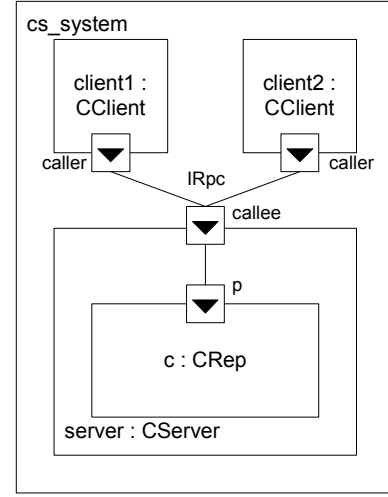 cs_system
client1 :
CClient
client2 :
CClient
caller
caller
IRpc
callee
p
c : CRep
server : CServer